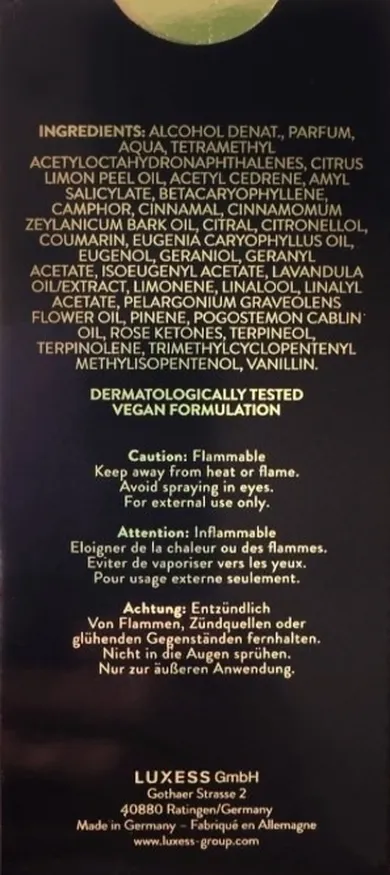 INGREDIENTS: ALCOHOL DENAT., PARFUM,
AQUA, TETRAMETHYL
ACETYLOCTAHYDRONAPHTHALENES, CITRUS
LIMON PEEL OIL, ACETYL CEDRENE, AMYL
SALICYLATE, BETACARYOPHYLLENE,
CAMPHOR, CINNAMAL, CINNAMOMUM
ZEYLANICUM BARK OIL, CITRAL, CITRONELLOL,
COUMARIN, EUGENIA CARYOPHYLLUS OIL,
EUGENOL, GERANIOL, GERANYL
ACETATE, ISOEUGENYL ACETATE, LAVANDULA
OIL/EXTRACT, LIMONENE, LINALOOL, LINALYL
ACETATE, PELARGONIUM GRAVEOLENS
FLOWER OIL, PINENE, POGOSTEMON CABLIN
OIL, ROSE KETONES, TERPINEOL,
TERPINOLENE, TRIMETHYLCYCLOPENTENYL
METHYLISOPENTENOL, VANILLIN.
DERMATOLOGICALLY TESTED
VEGAN FORMULATION
Caution: Flammable
Keep away from heat or flame.
Avoid spraying in eyes.
For external use only.
Attention: Inflammable
Eloigner de la chaleur ou des flammes.
Eviter de vaporiser vers les yeux.
Pour usage externe seulement.
Achtung: Entzündlich
Von Flammen, Zündquellen oder
glühenden Gegenständen fernhalten.
Nicht in die Augen sprühen.
Nur zur äußeren Anwendung.
LUXESS GmbH
Gothaer Strasse 2
40880 Ratingen/Germany
Made in Germany – Fabriqué en Allemagne
www.luxess-group.com